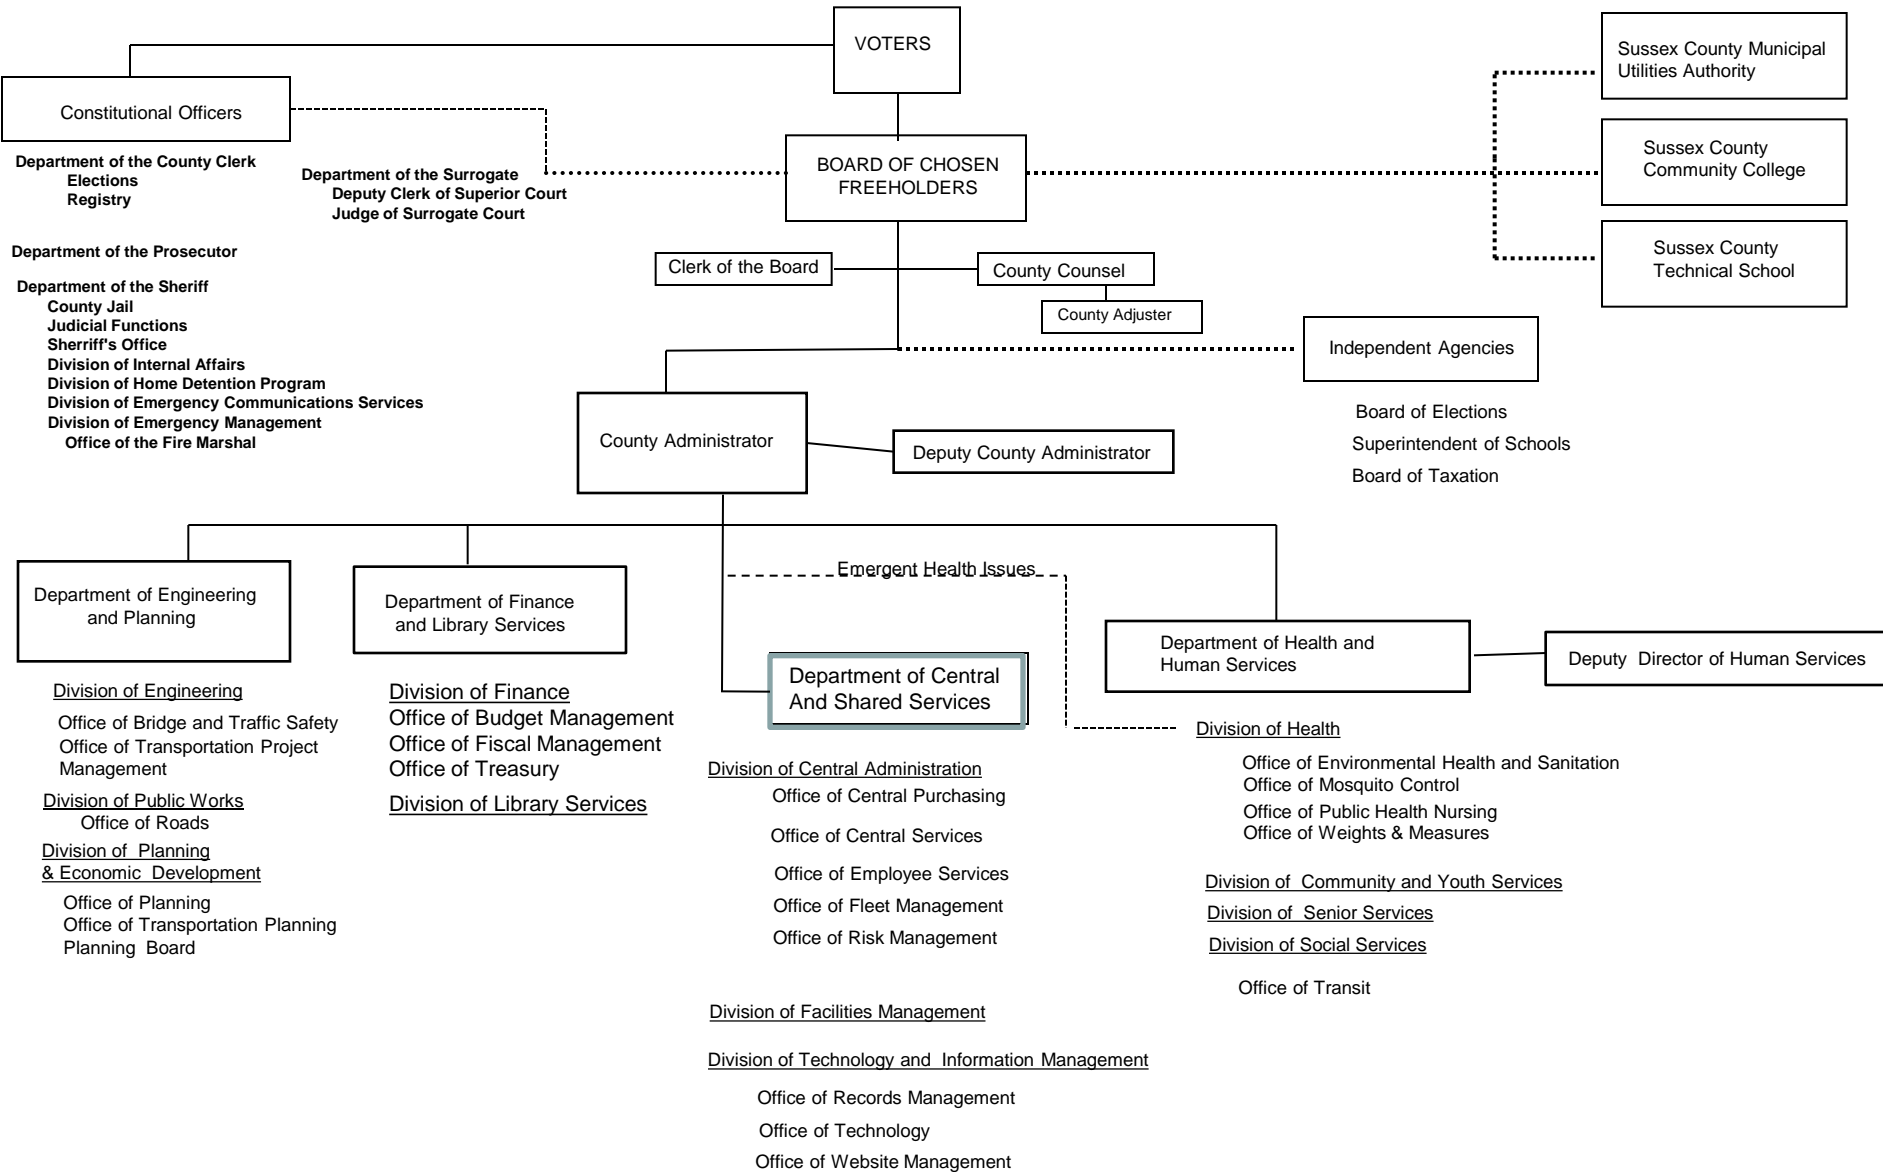 VOTERS
Sussex County Municipal
Utilities Authority
Constitutional Officers
Sussex County
Community College
BOARD OF CHOSEN
FREEHOLDERS
Department of the County Clerk
Elections
Registry
Department of the Surrogate
Deputy Clerk of Superior Court
Judge of Surrogate Court
Sussex County
Technical School
Department of the Prosecutor
Clerk of the Board
County Counsel
County Adjuster
Department of the Sheriff
County Jail
Judicial Functions
Sherriff's Office
Division of Internal Affairs
Division of Home Detention Program
Division of Emergency Communications Services
Division of Emergency Management
Office of the Fire Marshal
Independent Agencies
Board of Elections
Superintendent of Schools
Board of Taxation
County Administrator
Deputy County Administrator
Emergent Health Issues
Department of Engineering
and Planning
Division of Engineering
Office of Bridge and Traffic Safety
Office of Transportation Project
Management
Division of Public Works
Office of Roads
Division of Planning
& Economic Development
Office of Planning
Office of Transportation Planning
Planning Board
Department of Finance
and Library Services
Division of Finance
Office of Budget Management
Office of Fiscal Management
Office of Treasury
Division of Library Services
Department of Central
And Shared Services
Division of Central Administration
Office of Central Purchasing
Office of Central Services
Office of Employee Services
Office of Fleet Management
Office of Risk Management
Division of Facilities Management
Division of Technology and Information Management
Office of Records Management
Office of Technology
Office of Website Management
Department of Health and
Human Services
Deputy Director of Human Services
Division of Health
Office of Environmental Health and Sanitation
Office of Mosquito Control
Office of Public Health Nursing
Office of Weights & Measures
Division of Community and Youth Services
Division of Senior Services
Division of Social Services
Office of Transit